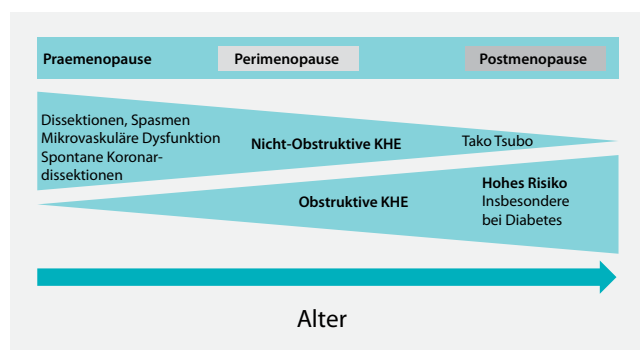 Praemenopause
Perimenopause
Postmenopause
Dissektionen, Spasmen
Mikrovaskuläre Dysfunktion
Spontane Koronar-
dissektionen
Nicht-Obstruktive KHE
Tako Tsubo
Obstruktive KHE
Hohes Risiko
Insbesondere
bei Diabetes
Alter